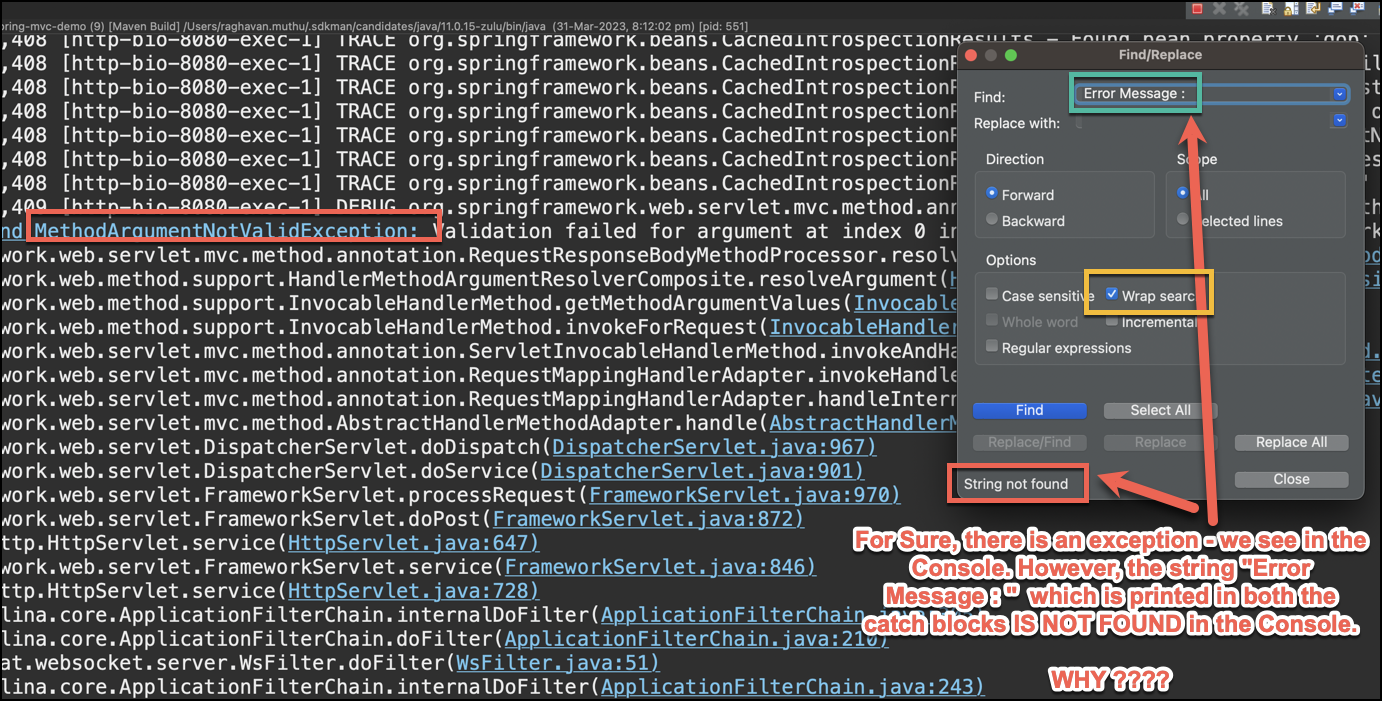 pring-mvc-demo (9) [Maven Build] /Users/raghavan.muthu/.sdkman/candidates/java/11.0.15-zulu/bin/java (31-Mar-2023, 8:12:02 pm) [pid: 551]
,408 [http-bio-8080-exec-1] TRACE org.springframework.beans.CachedIntrospectionResults - Found bean property
,408 [http-bio-8080-exec-1] TRACE org.springframework.beans.CachedIntrospectionR
,408 [http-bio-8080-exec-1] TRACE org.springframework.beans.CachedIntrospectionR
,408 [http-bio-8080-exec-1] TRACE org.springframework.beans.CachedIntrospectionR
,408 [http-bio-8080-exec-1] TRACE org.springframework.beans.CachedIntrospectionR
,408 [http-bio-8080-exec-1] TRACE org.springframework.beans.CachedIntrospectionR
,408 [http-bio-8080-exec-1] TRACE org.springframework.beans.CachedIntrospectionR
,409 [http-bio-8080-exec-1] DEBUG org.springframework.web.servlet.mvc.method.ann
nd.MethodArgumentNotValidException: Validation failed for argument at index 0 in
work.web.servlet.mvc.method.annotation.RequestResponseBodyMethodProcessor.resolv
work.web.method.support.HandlerMethodArgumentResolverComposite.resolveArgument(H
work.web.method.support.InvocableHandlerMethod.getMethodArgumentValues(Invocable
work.web.method.support.InvocableHandlerMethod.invokeForRequest(InvocableHandler
work.web.servlet.mvc.method.annotation.ServletInvocableHandlerMethod.invokeAndHa
work.web.servlet.mvc.method.annotation.RequestMappingHandlerAdapter.invokeHandle
work.web.servlet.mvc.method.annotation.RequestMappingHandlerAdapter.handleIntern
work.web.servlet.mvc.method.AbstractHandlerMethodAdapter.handle(AbstractHandlerM
work.web.servlet.DispatcherServlet.doDispatch(DispatcherServlet.java:967)
work.web.servlet.DispatcherServlet.doService(DispatcherServlet.java:901)
work.web.servlet.FrameworkServlet.processRequest(FrameworkServlet.java:970)
work.web.servlet.FrameworkServlet.doPost(FrameworkServlet.java:872)
ttp.HttpServlet.service(HttpServlet.java:647)
work.web.servlet.FrameworkServlet.service(FrameworkServlet.java:846)
ttp.HttpServlet.service(HttpServlet.java:728)
lina.core.ApplicationFilterChain.internalDoFilter(ApplicationFilterChain
lina.core.ApplicationFilterChain.doFilter(ApplicationFilterChain.java:210)
at.websocket.server.WsFilter.doFilter(WsFilter.java:51)
lina.core.ApplicationFilterChain.internalDoFilter(ApplicationFilterChain.java:243)
Find/Replace
Find: Error Message :
Replace with:
Direction
Scope
Forward
All
Backward
Selected lines
Options
Case sensitive
Wrap search
Whole word
Incremental
Regular expressions
Find
Select All
Replace/Find
Replace
Replace All
String not found
Close
For Sure, there is an exception - we see in the
Console. However, the string "Error
Message : " which is printed in both the
catch blocks IS NOT FOUND in the Console.
WHY ????